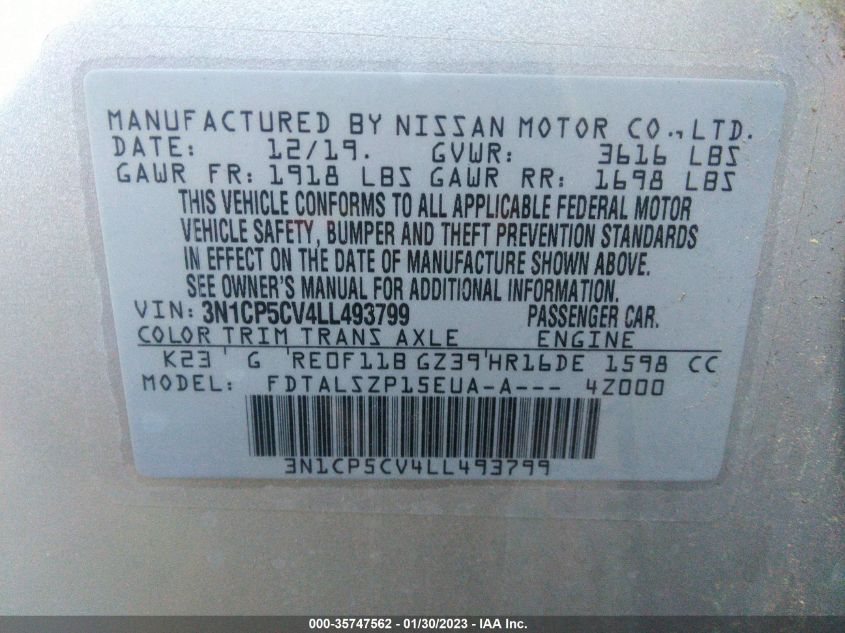 MANUFACTURED BY NISSAN MOTOR CO., LTD.
DATE: 12/19. GVWR: 3616 LBS
GAWR FR: 1918 LBS GAWR RR: 1698 LBS
THIS VEHICLE CONFORMS TO ALL APPLICABLE FEDERAL MOTOR
VEHICLE SAFETY, BUMPER AND THEFT PREVENTION STANDARDS
IN EFFECT ON THE DATE OF MANUFACTURE SHOWN ABOVE.
SEE OWNER'S MANUAL FOR ADDITIONAL INFORMATION.
VIN: 3N1CP5CV4LL493799 PASSENGER CAR.
COLOR TRIM TRANS AXLE ENGINE
K23 G RE0F11B GZ39 HR16DE 1598 CC
MODEL: FDTALSZP15EUA-A--- 4Z000
3N1CP5CV4LL493799
000-35747562 - 01/30/2023 - IAA Inc.